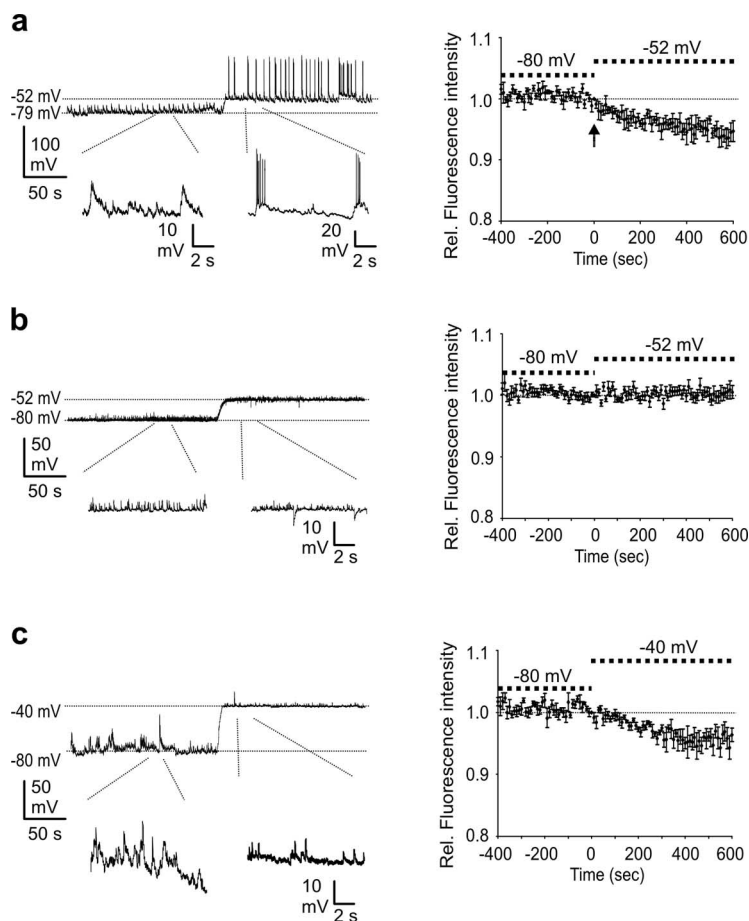 a
-52 mV
-79 mV
100
mV
50 s
10
mV
2 s
20
mV
2 s
Rel. Fluorescence intensity
1.1
1.0
0.9
0.8
-80 mV
-52 mV
-400 -200 0 200 400 600
Time (sec)
b
-52 mV
-80 mV
50
mV
50 s
10
mV
2 s
Rel. Fluorescence intensity
1.1
1.0
0.9
0.8
-80 mV
-52 mV
-400 -200 0 200 400 600
Time (sec)
c
-40 mV
-80 mV
50
mV
50 s
10
mV
2 s
Rel. Fluorescence intensity
1.1
1.0
0.9
0.8
-80 mV
-40 mV
-400 -200 0 200 400 600
Time (sec)